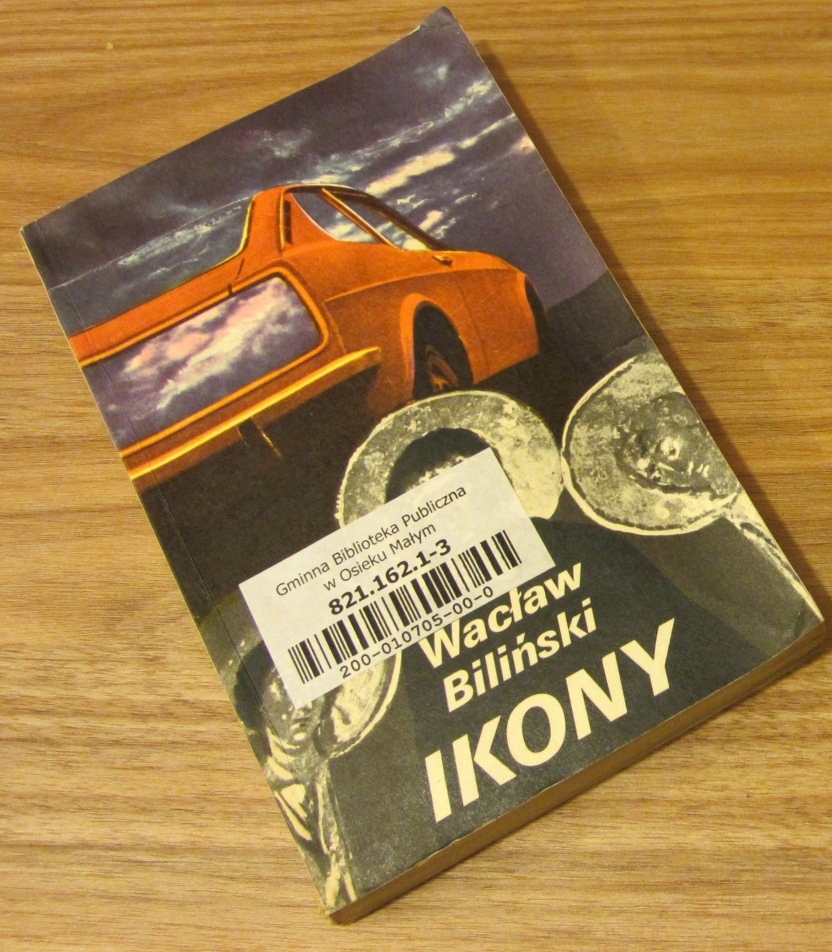 Gminna Biblioteka Publiczna
w Osieku Małym
821.162.1-3
200-010705-00-0
Wacław
Biliński
IKONY